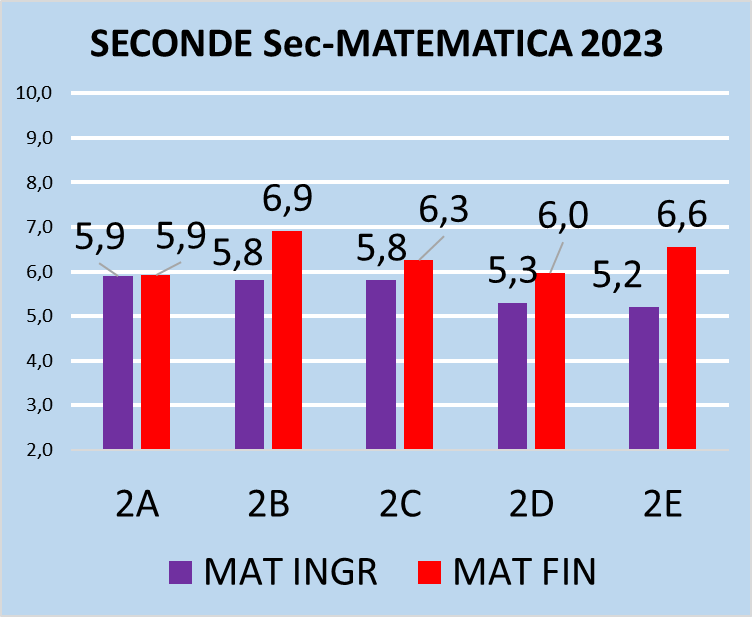 SECONDE Sec-MATEMATICA 2023
10,0
9,0
8,0
7,0
6,0
5,0
4,0
3,0
2,0
5,9 5,9 5,8 6,9 5,8 6,3 5,3 6,0 5,2 6,6
2A 2B 2C 2D 2E
MAT INGR MAT FIN